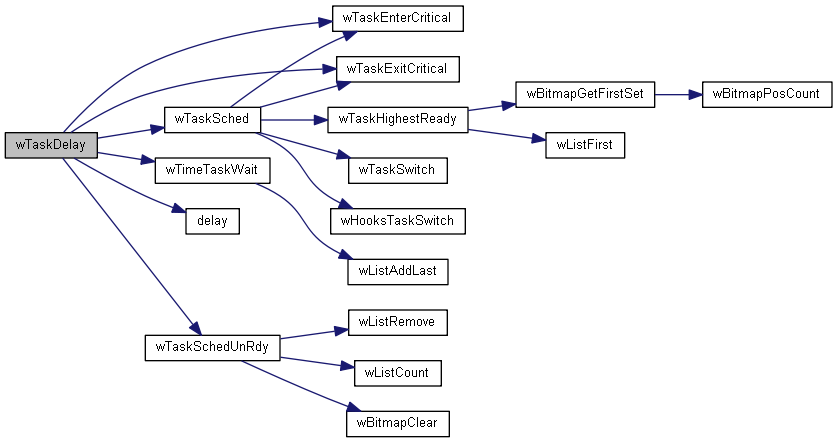 wTaskEnterCritical
wTaskExitCritical
wBitmapGetFirstSet
wBitmapPosCount
wTaskSched
wTaskHighestReady
wTaskDelay
wListFirst
wTimeTaskWait
wTaskSwitch
delay
wHooksTaskSwitch
wListAddLast
wListRemove
wTaskSchedUnRdy
wListCount
wBitmapClear